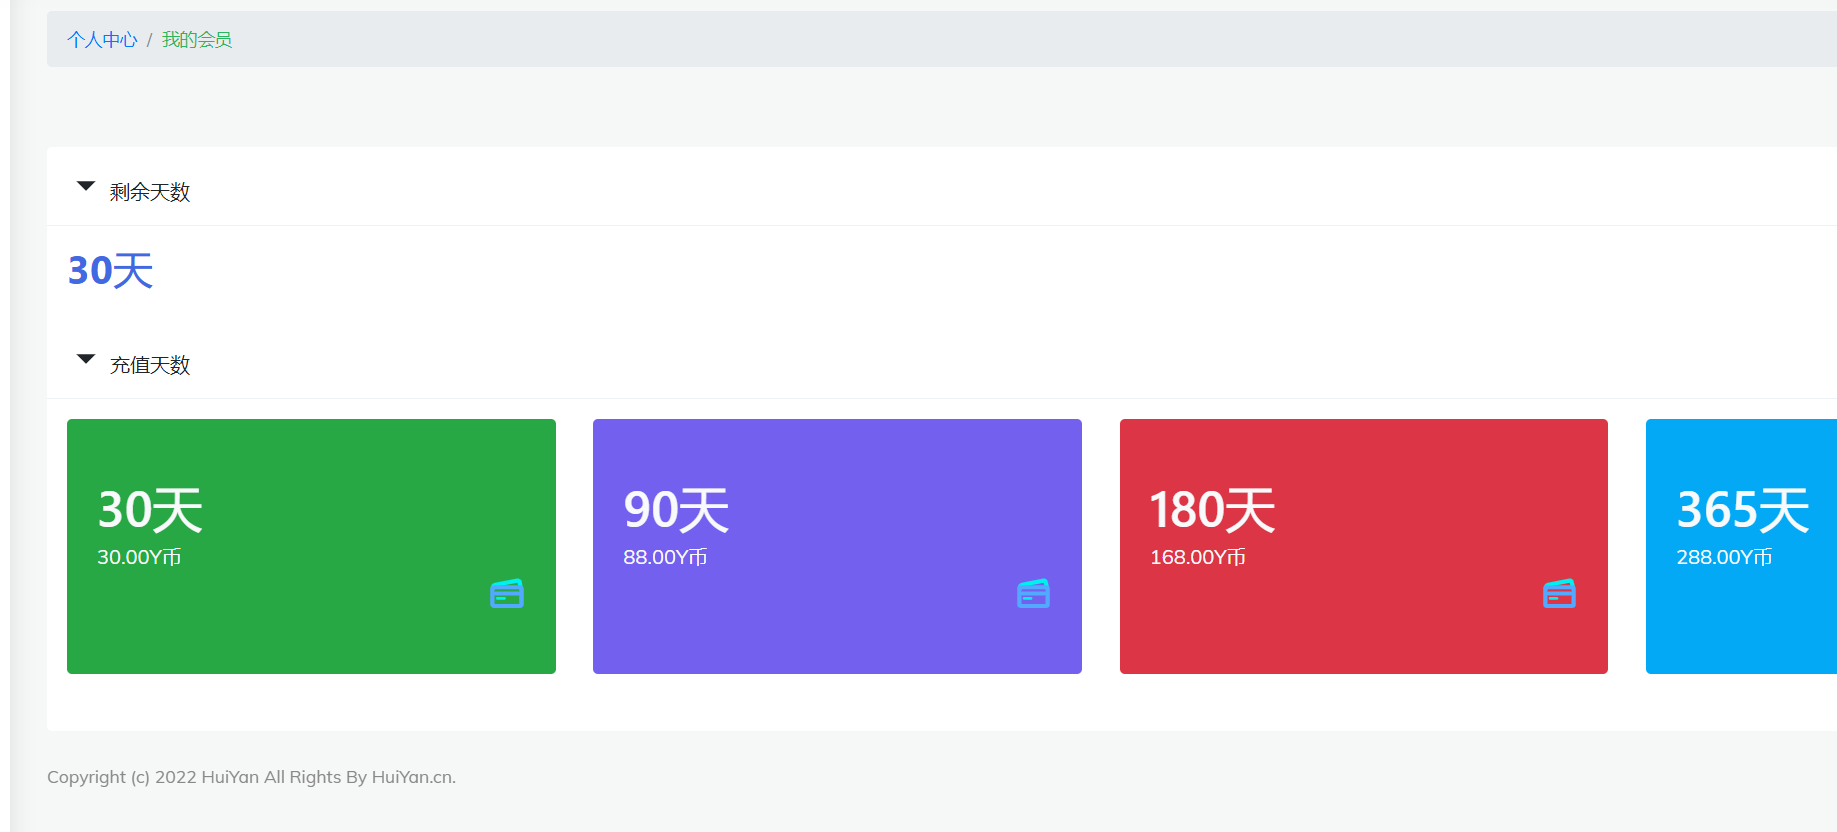 个人中心 / 我的会员
剩余天数
30天
充值天数
30天
30.00Y币
90天
88.00Y币
180天
168.00Y币
365天
288.00Y币
Copyright (c) 2022 HuiYan All Rights By HuiYan.cn.